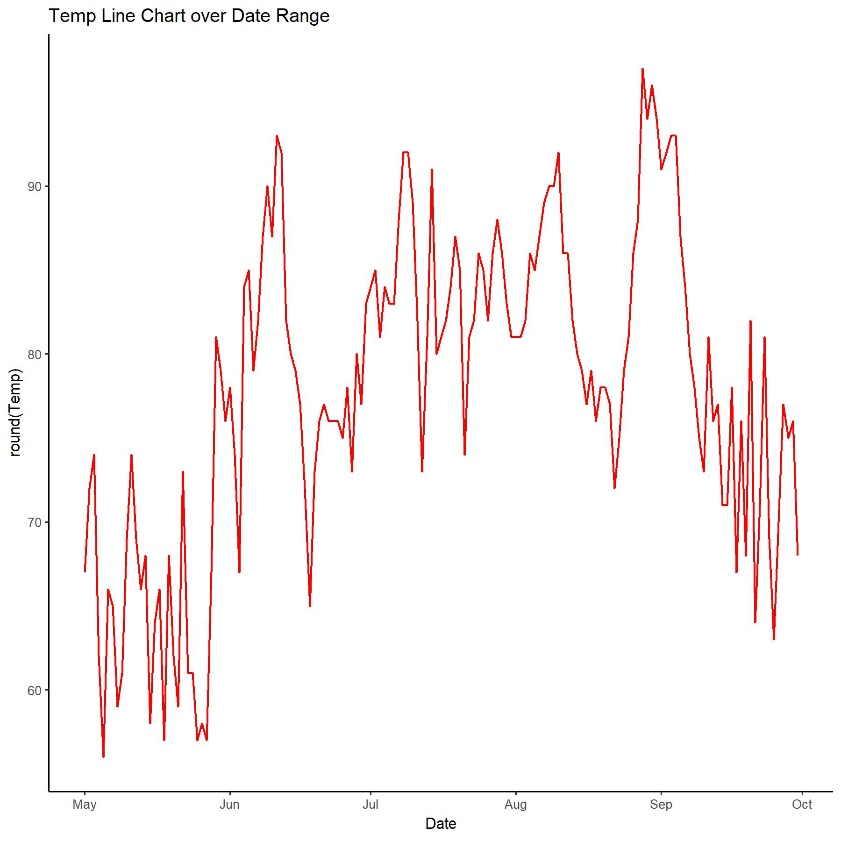 Temp Line Chart over Date Range
round(Temp)
90
80
70
60
May Jun Jul Aug Sep Oct
Date